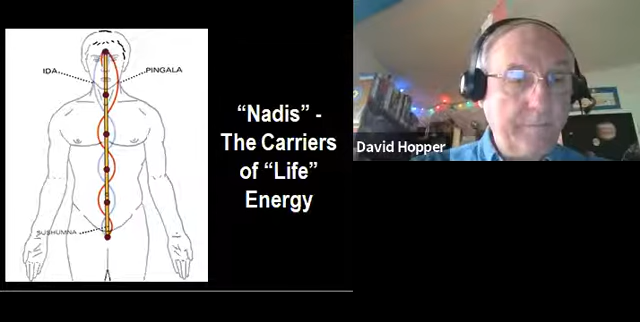 IDA
PINGALA
SUSHUMNA
“Nadis” -
The Carriers
of “Life”
Energy
David Hopper